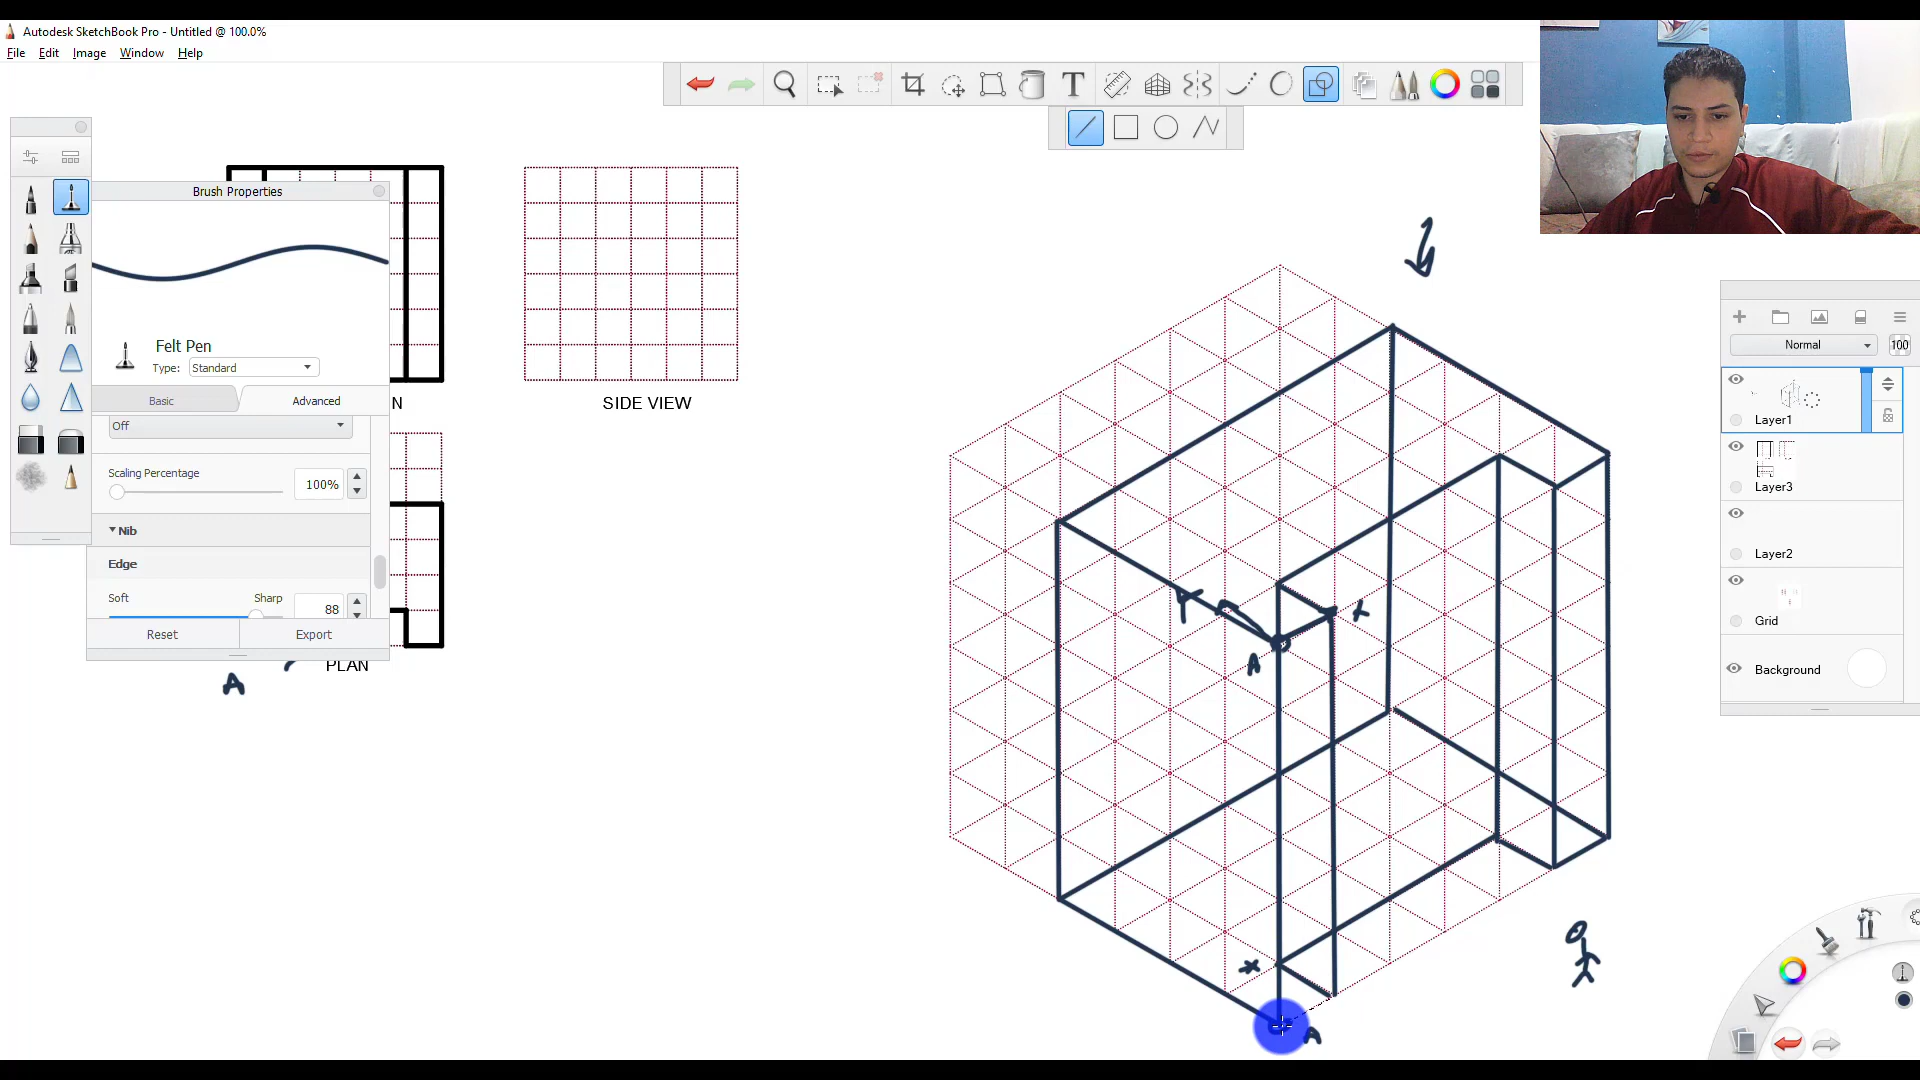 Autodesk SketchBook Pro - Untitled @ 100.0%
File Edit Image Window Help
T
Brush Properties
Felt Pen
Type: Standard
Basic Advanced
Off
Scaling Percentage
100%
Nib
Edge
Soft Sharp
88
Reset Export
N
SIDE VIEW
PLAN
A
A
A
Normal 100
Layer1
Layer3
Layer2
Grid
Background